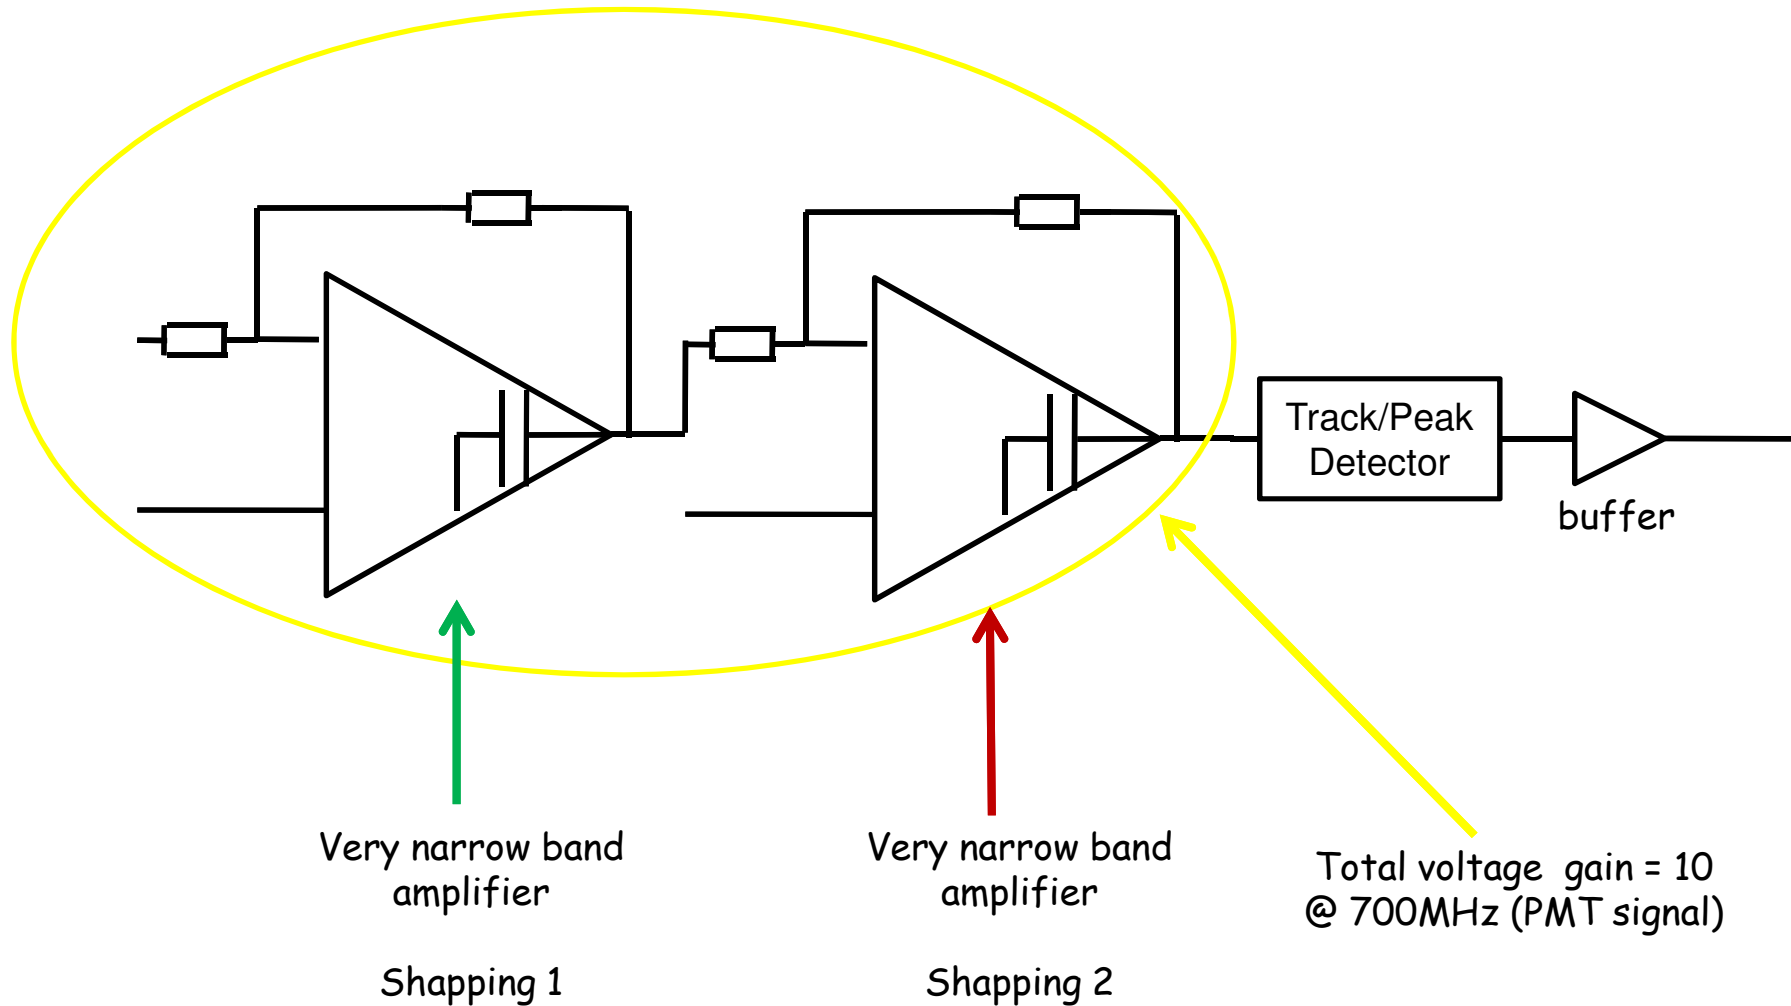 Track/Peak
Detector
buffer
Very narrow band
amplifier
Shapping 1
Very narrow band
amplifier
Shapping 2
Total voltage gain = 10
@ 700MHz (PMT signal)